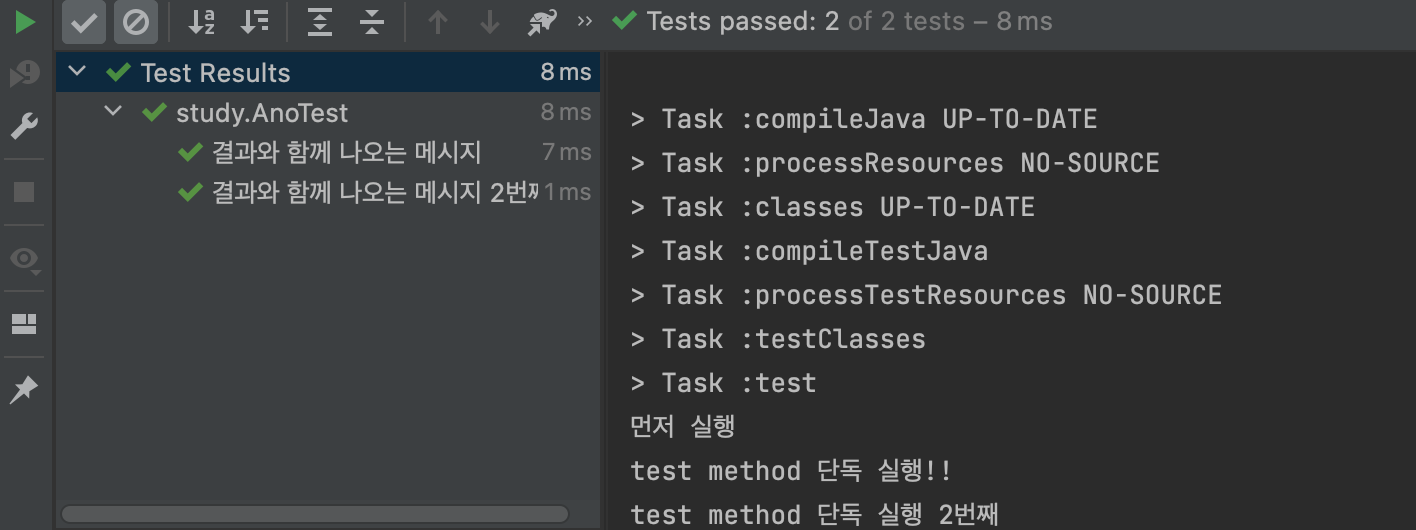 Tests passed: 2 of 2 tests – 8 ms
Test Results 8 ms
study.AnoTest 8 ms
결과와 함께 나오는 메시지 7 ms
결과와 함께 나오는 메시지 2번째 1 ms
> Task :compileJava UP-TO-DATE
> Task :processResources NO-SOURCE
> Task :classes UP-TO-DATE
> Task :compileTestJava
> Task :processTestResources NO-SOURCE
> Task :testClasses
> Task :test
먼저 실행
test method 단독 실행!!
test method 단독 실행 2번째